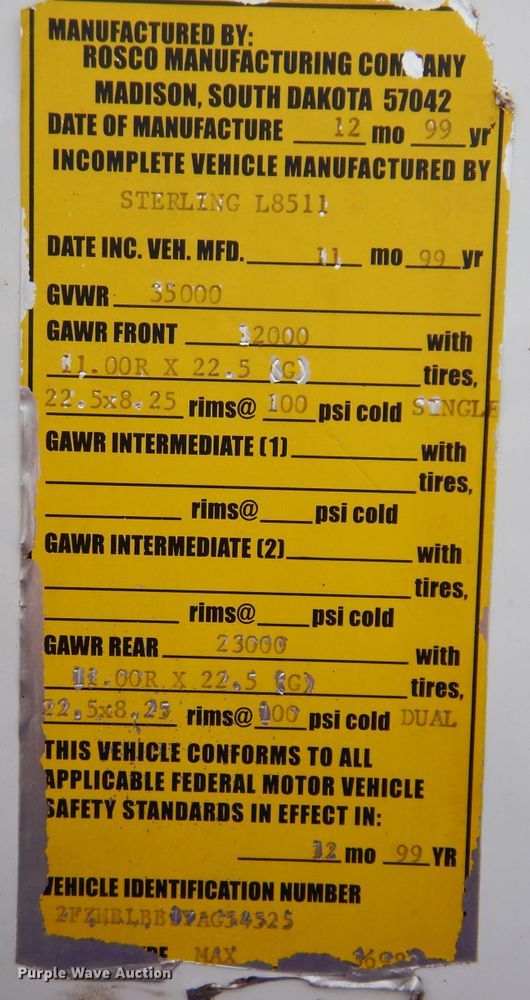 MANUFACTURED BY:
ROSCO MANUFACTURING COMPANY
MADISON, SOUTH DAKOTA 57042
DATE OF MANUFACTURE 12 mo 99 yr
INCOMPLETE VEHICLE MANUFACTURED BY
STERLING L8511
DATE INC. VEH. MFD. 11 mo 99 yr
GVWR 35000
GAWR FRONT 12000 with
11.00R X 22.5 (G) tires,
22.5x8.25 rims@ 100 psi cold SINGLE
GAWR INTERMEDIATE (1) with
tires,
rims@ psi cold
GAWR INTERMEDIATE (2) with
tires,
rims@ psi cold
GAWR REAR 23000 with
11.00R X 22.5 (G) tires,
22.5x8.25 rims@ 100 psi cold DUAL
THIS VEHICLE CONFORMS TO ALL
APPLICABLE FEDERAL MOTOR VEHICLE
SAFETY STANDARDS IN EFFECT IN:
12 mo 99 YR
VEHICLE IDENTIFICATION NUMBER
MAX
Purple Wave Auction